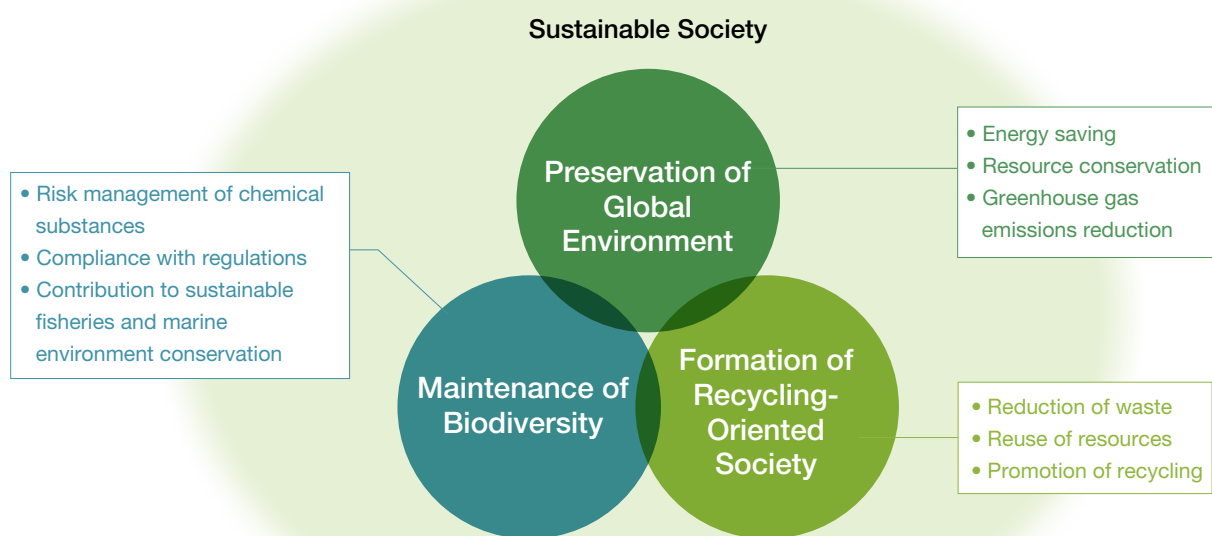 Sustainable Society
Preservation of
Global
Environment
• Energy saving
• Resource conservation
• Greenhouse gas
emissions reduction
• Risk management of chemical
substances
• Compliance with regulations
• Contribution to sustainable
fisheries and marine
environment conservation
Maintenance of
Biodiversity
Formation of
Recycling-
Oriented
Society
• Reduction of waste
• Reuse of resources
• Promotion of recycling